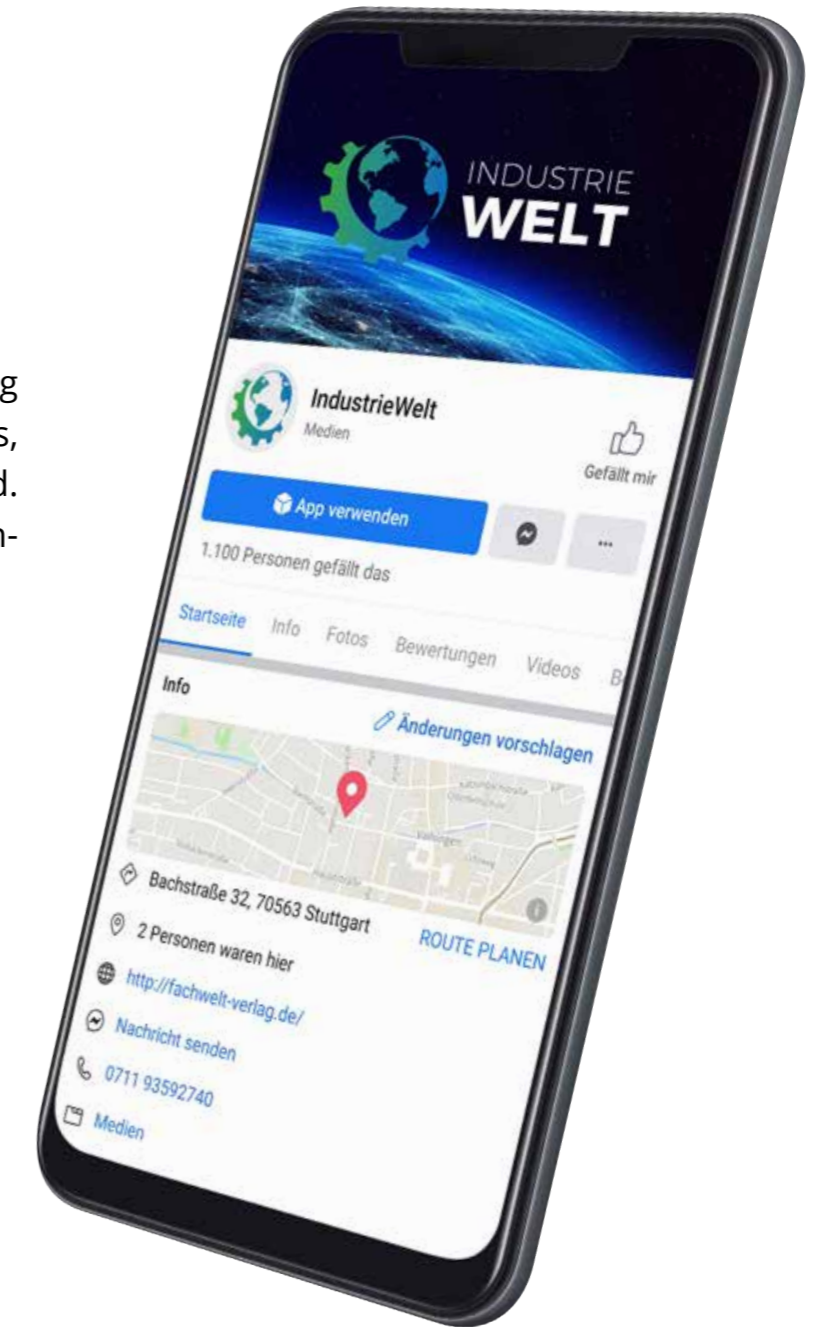 INDUSTRIE
WELT
g
s,
d.
n-
IndustrieWelt
Medien
Gefällt mir
App verwenden
...
1.100 Personen gefällt das
Startseite Info Fotos Bewertungen Videos
Info
Änderungen vorschlagen
Bachstraße 32, 70563 Stuttgart
ROUTE PLANEN
2 Personen waren hier
http://fachwelt-verlag.de/
Nachricht senden
0711 93592740
Medien